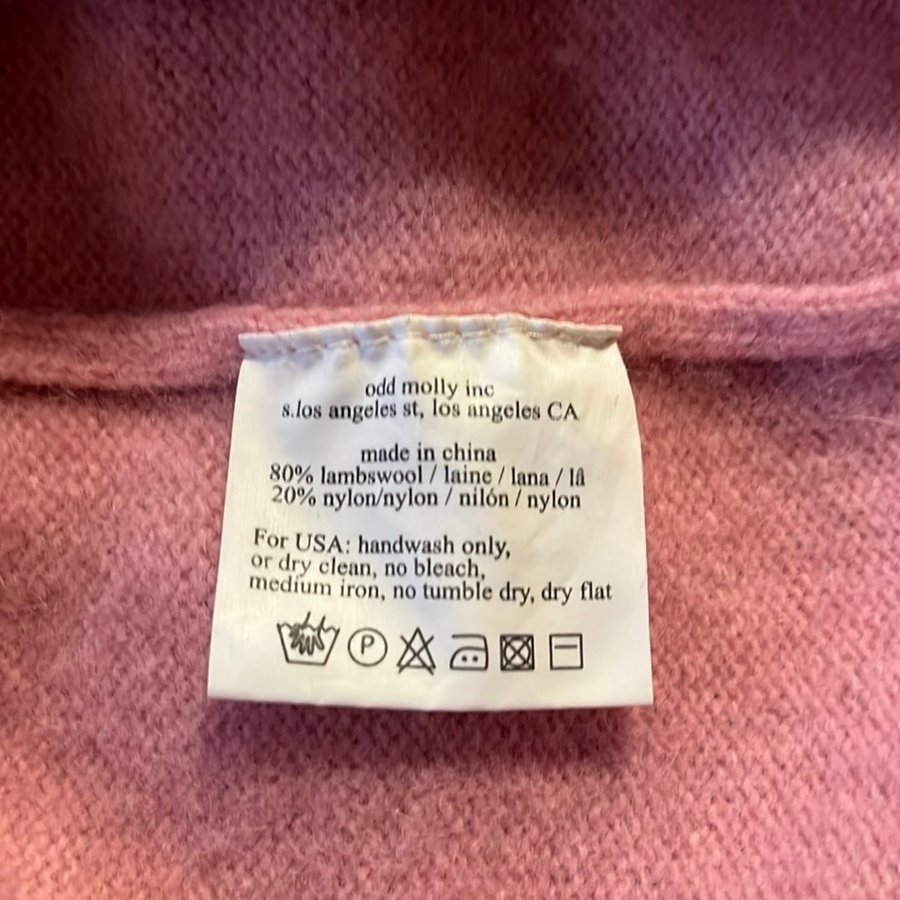 odd molly inc
s.los angeles st, los angeles CA
made in china
80% lambswool / laine / lana / lã
20% nylon/nylon / nilón / nylon
For USA: handwash only,
or dry clean, no bleach,
medium iron, no tumble dry, dry flat
P